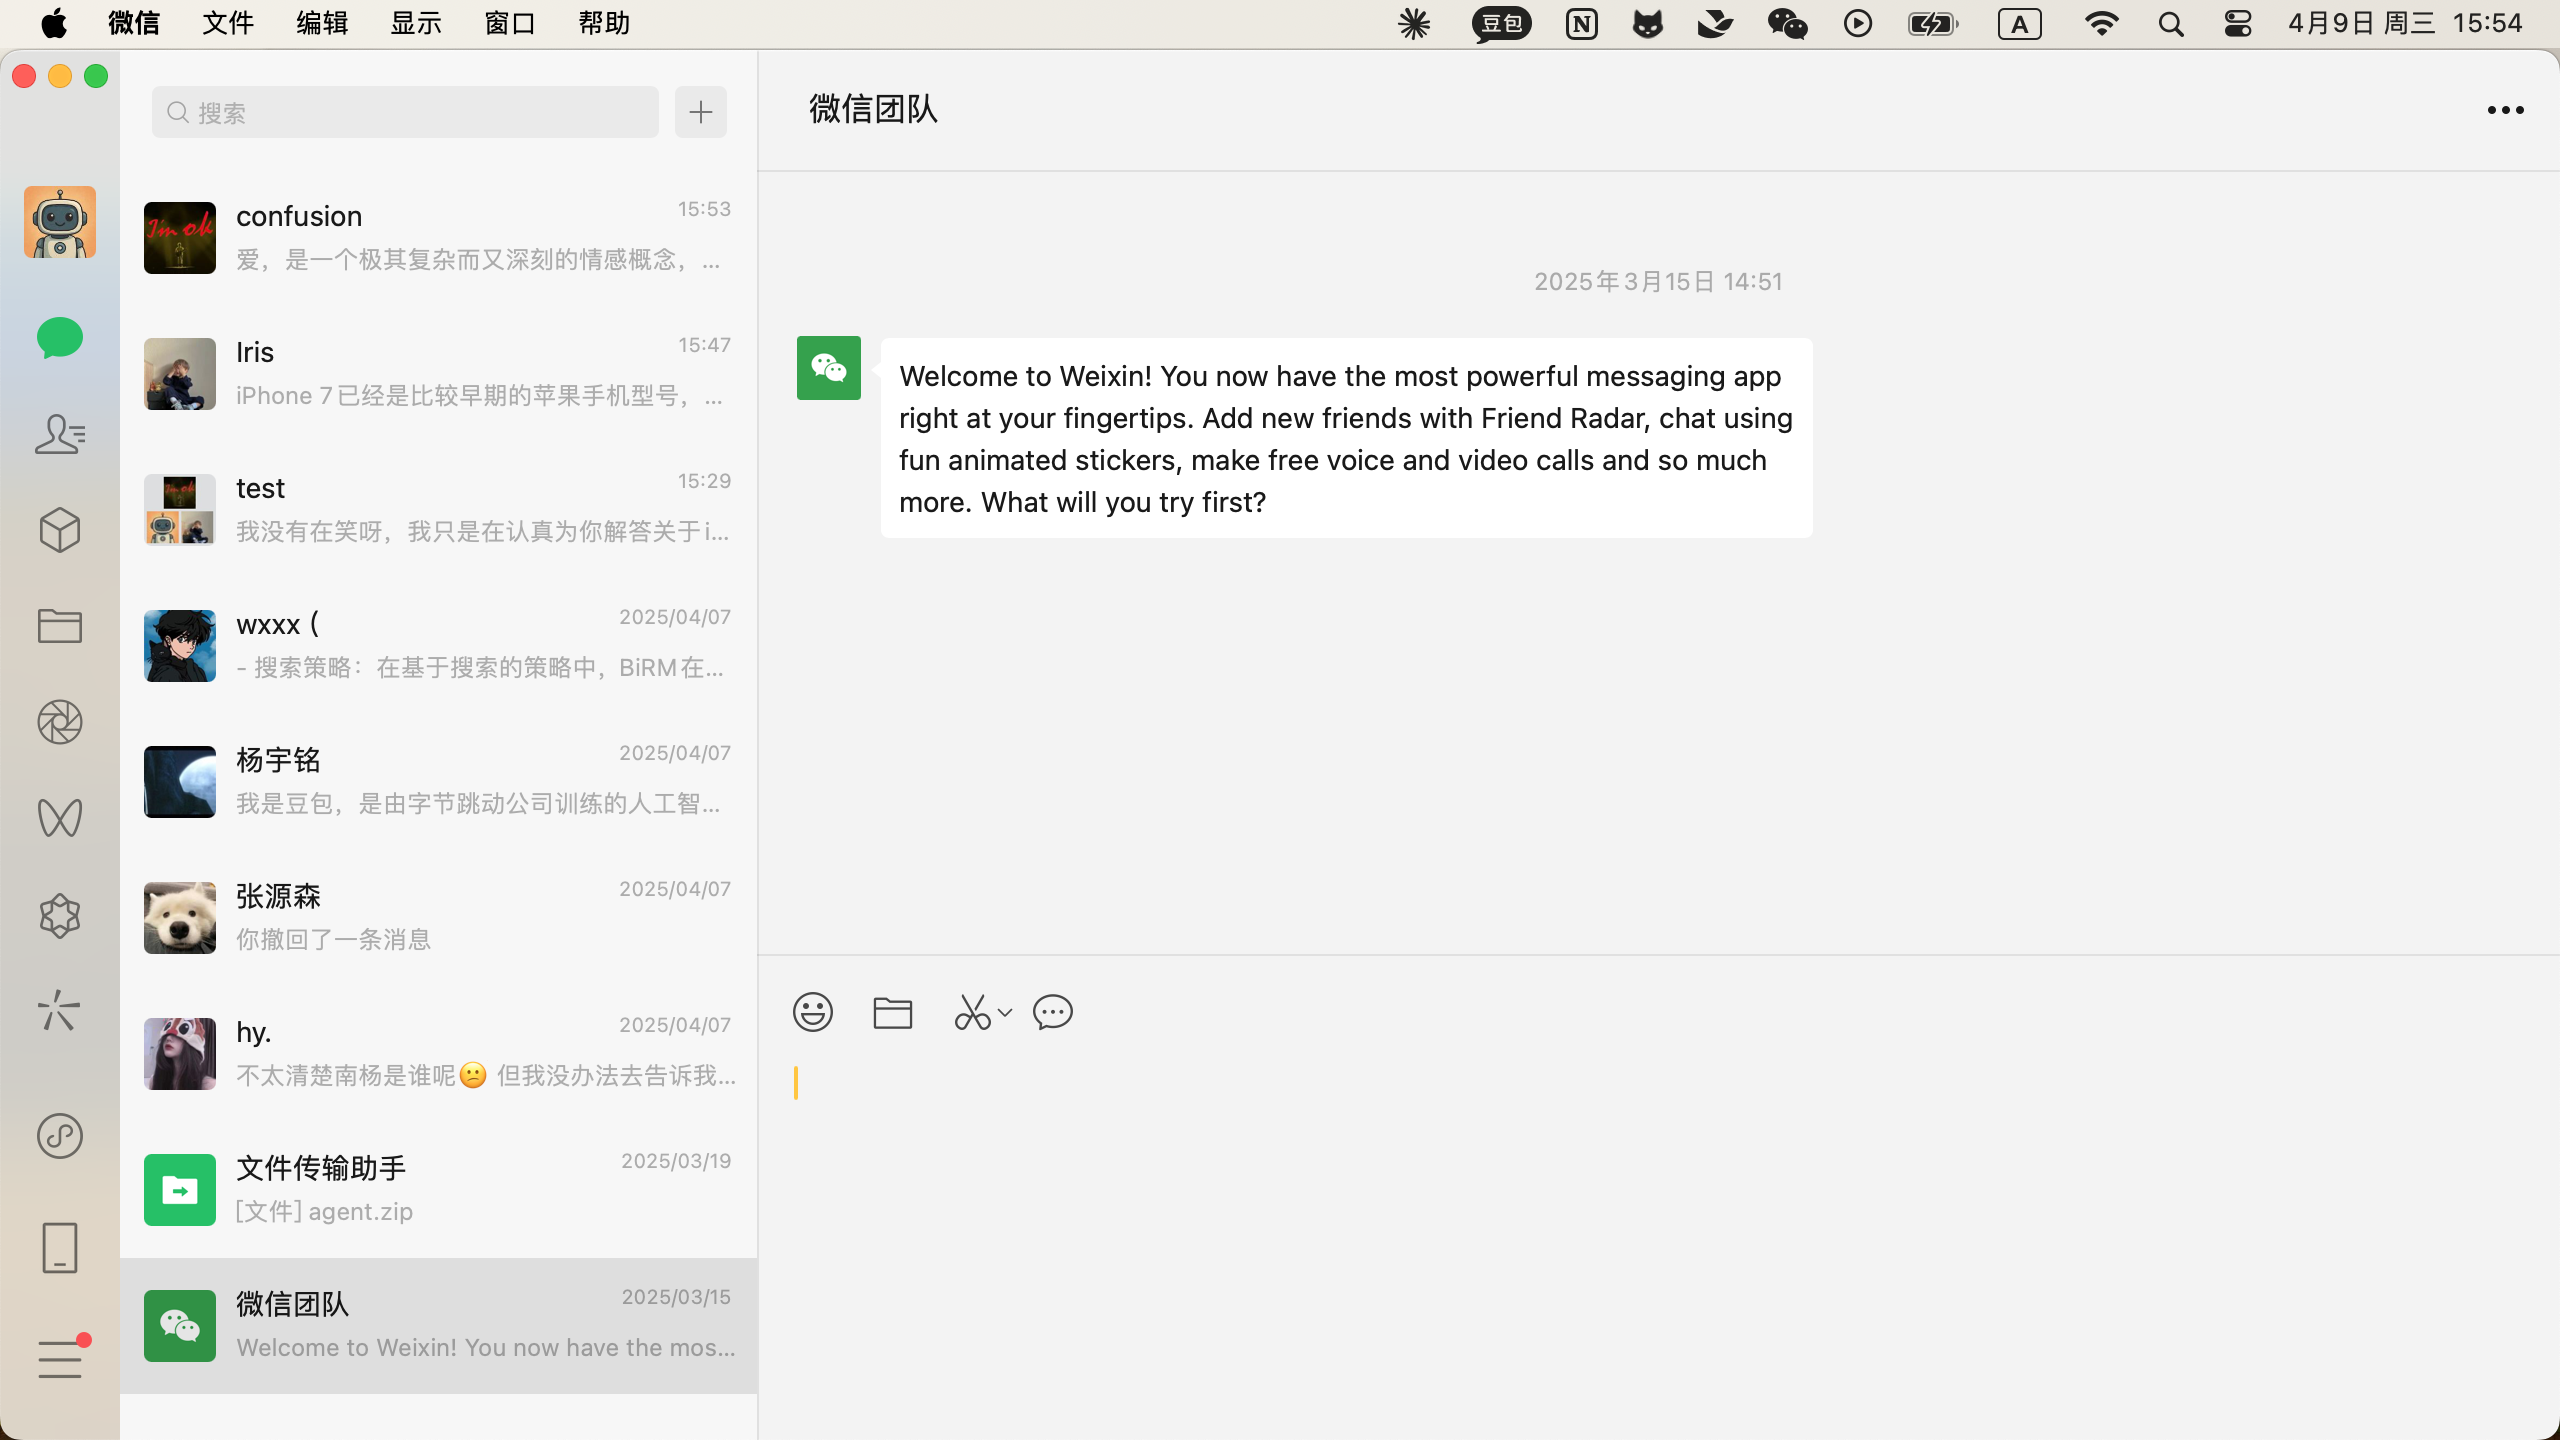 微信 文件 编辑 显示 窗口 帮助 豆包 N A 4月9日 周三 15:54
搜索
confusion 15:53
爱，是一个极其复杂而又深刻的情感概念，...
Iris 15:47
iPhone 7已经是比较早期的苹果手机型号，...
test 15:29
我没有在笑呀，我只是在认真为你解答关于i...
wxxx（ 2025/04/07
- 搜索策略：在基于搜索的策略中，BiRM在...
杨宇铭 2025/04/07
我是豆包，是由字节跳动公司训练的人工智...
张源森 2025/04/07
你撤回了一条消息
hy. 2025/04/07
不太清楚南杨是谁呢😕 但我没办法去告诉我...
文件传输助手 2025/03/19
[文件] agent.zip
微信团队 2025/03/15
Welcome to Weixin! You now have the mos...
微信团队
2025年3月15日 14:51
Welcome to Weixin! You now have the most powerful messaging app
right at your fingertips. Add new friends with Friend Radar, chat using
fun animated stickers, make free voice and video calls and so much
more. What will you try first?
I'm ok